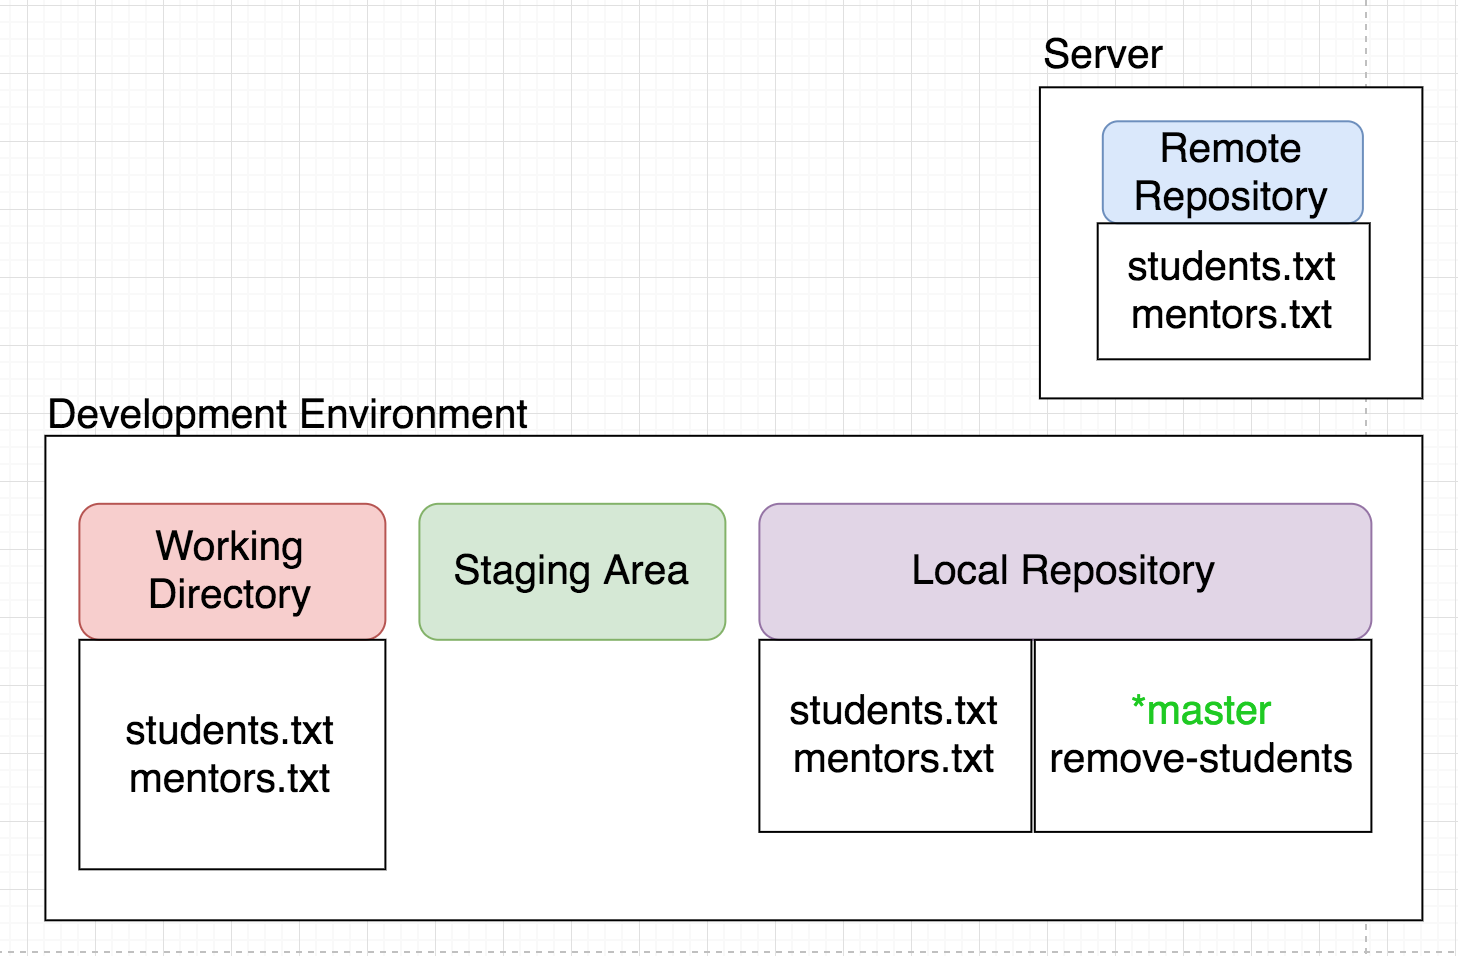 Server
Remote
Repository
students.txt
mentors.txt
Development Environment
Working
Directory
students.txt
mentors.txt
Staging Area
Local Repository
students.txt
mentors.txt
*master
remove-students